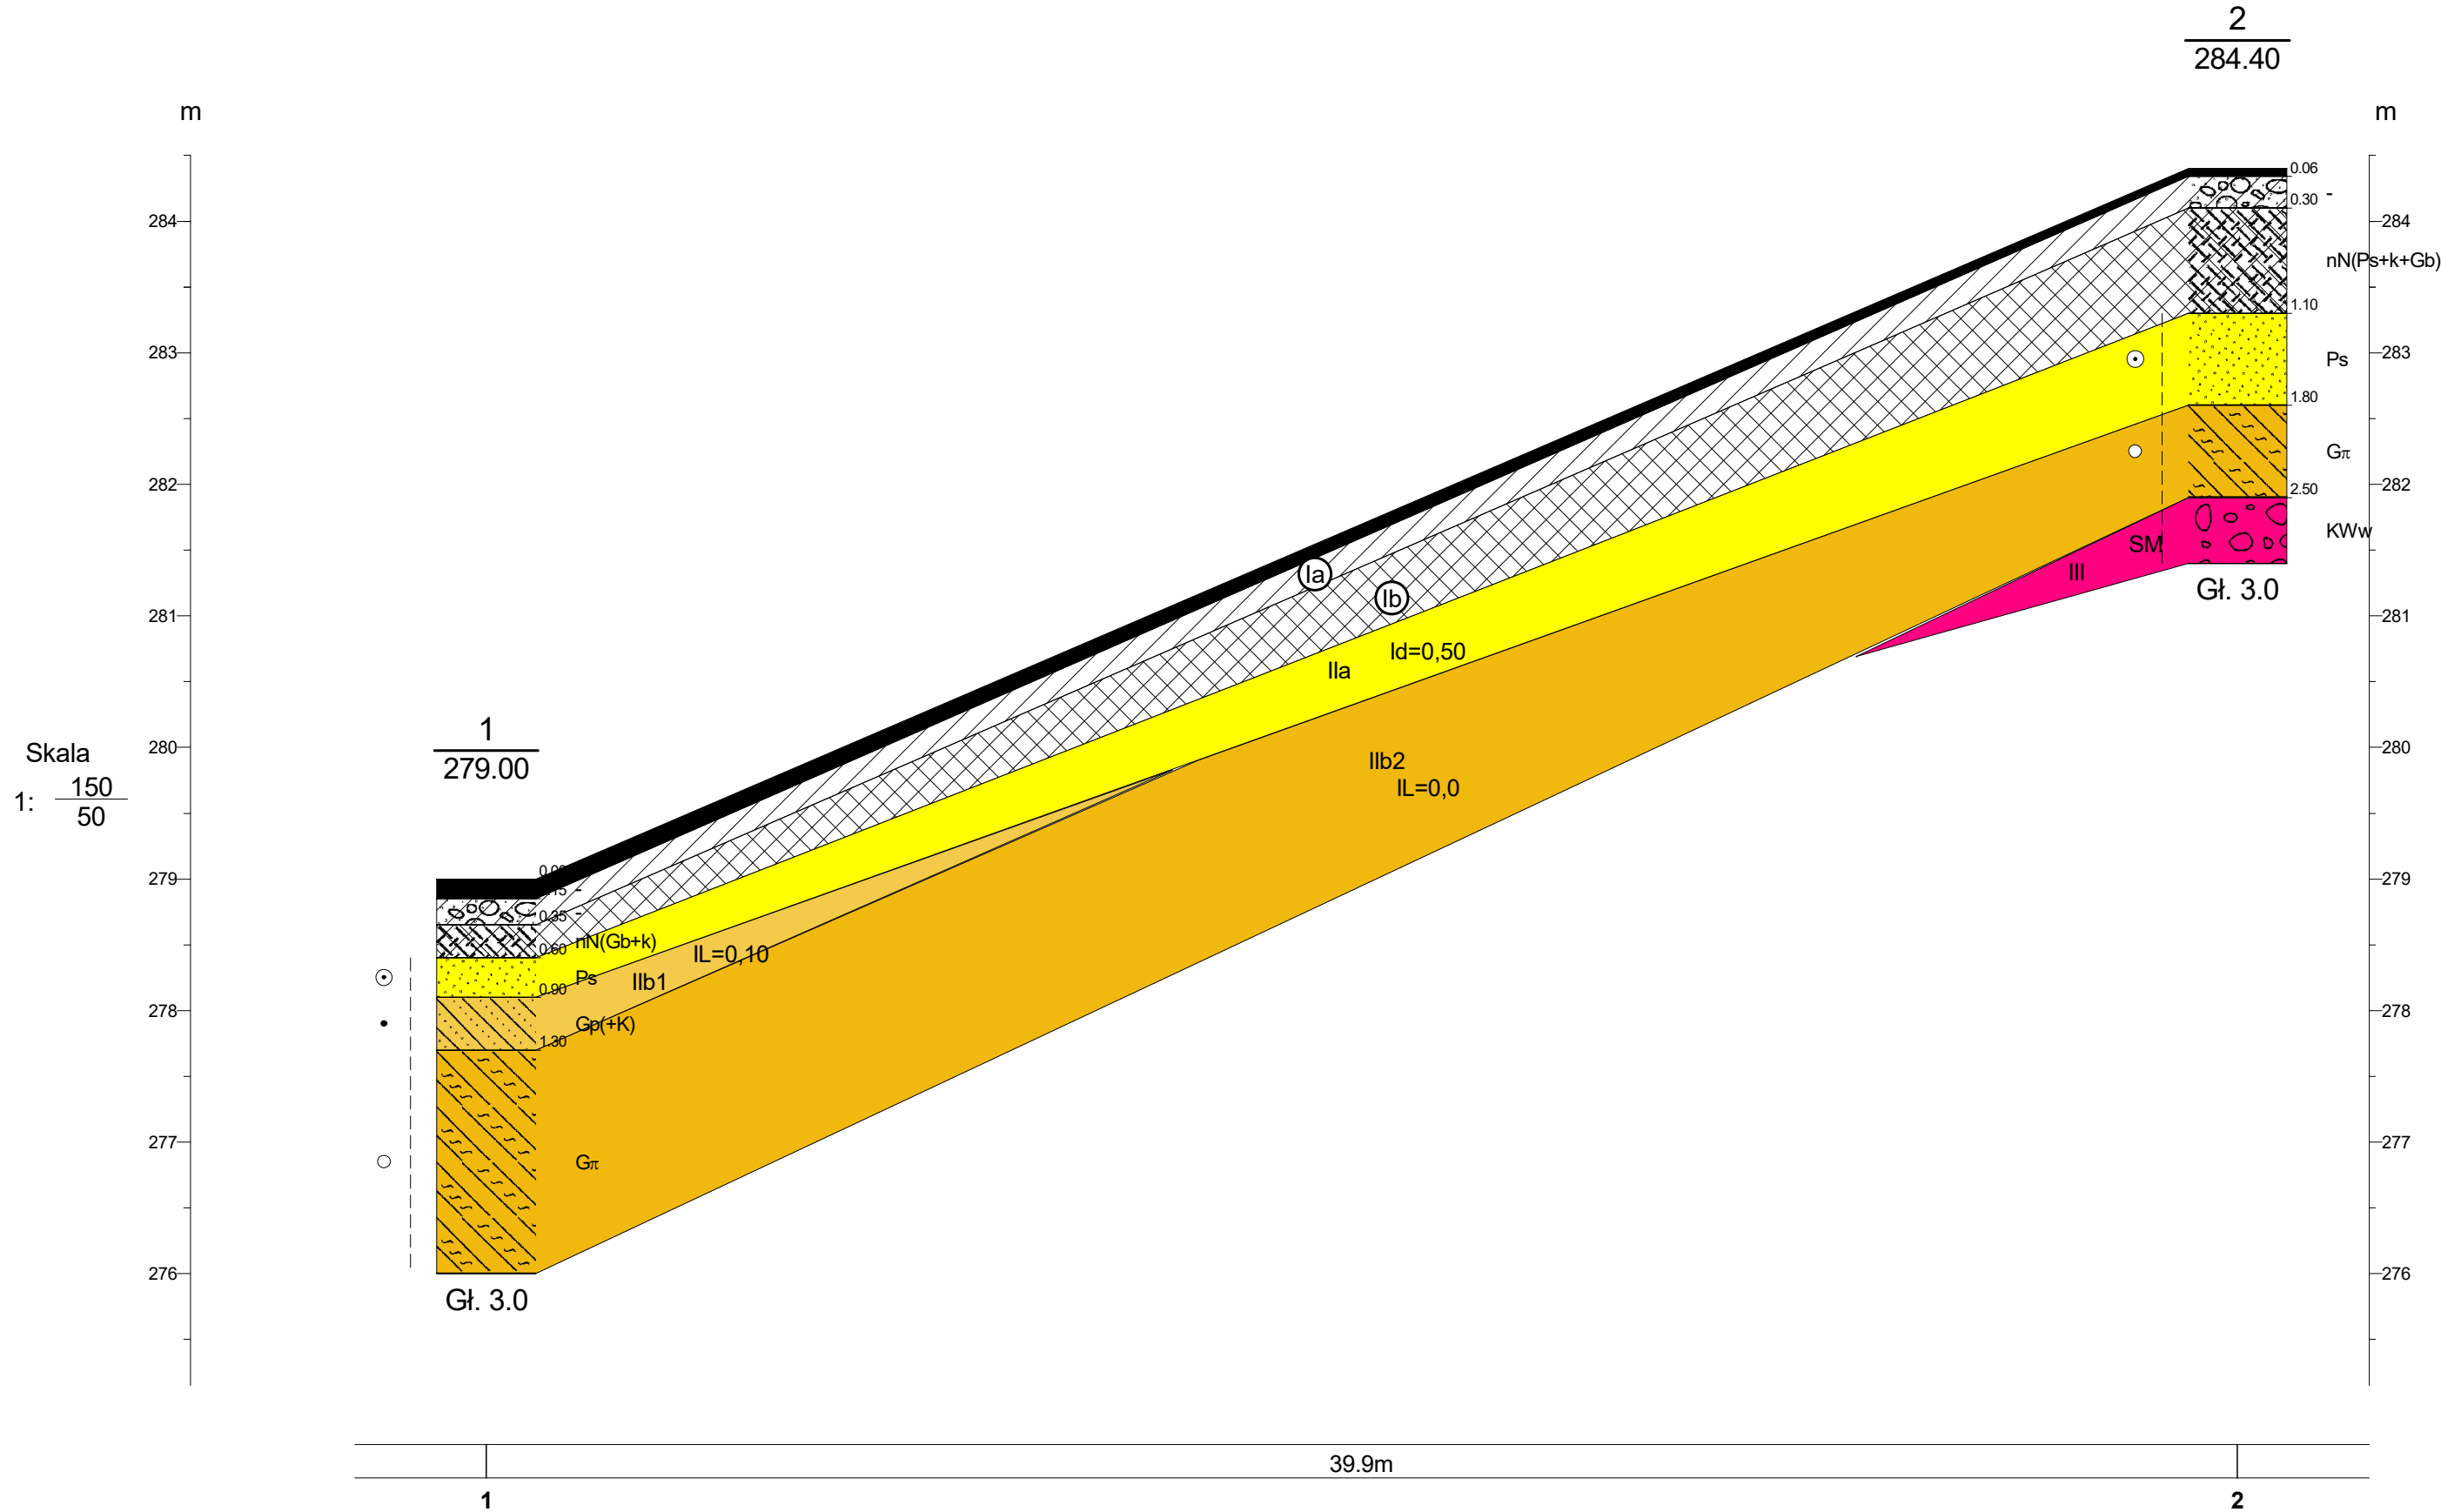 2
284.40
m
m
0.06
-
0.30
284
284
nN(Ps+k+Gb)
1.10
283
Ps
283
1.80
Gπ
282
2.50
282
KWw
SM
III
Ia
Gł. 3.0
Ib
281
281
Id=0,50
IIa
1
279.00
280
280
Skala
1: 150
50
IIb2
IL=0,0
279
279
-
0.35 -
nN(Gb+k)
0.60
IL=0,10
Ps
IIb1
0.90
278
278
Gp(+K)
1.30
277
Gπ
277
276
276
Gł. 3.0
39.9m
1
2